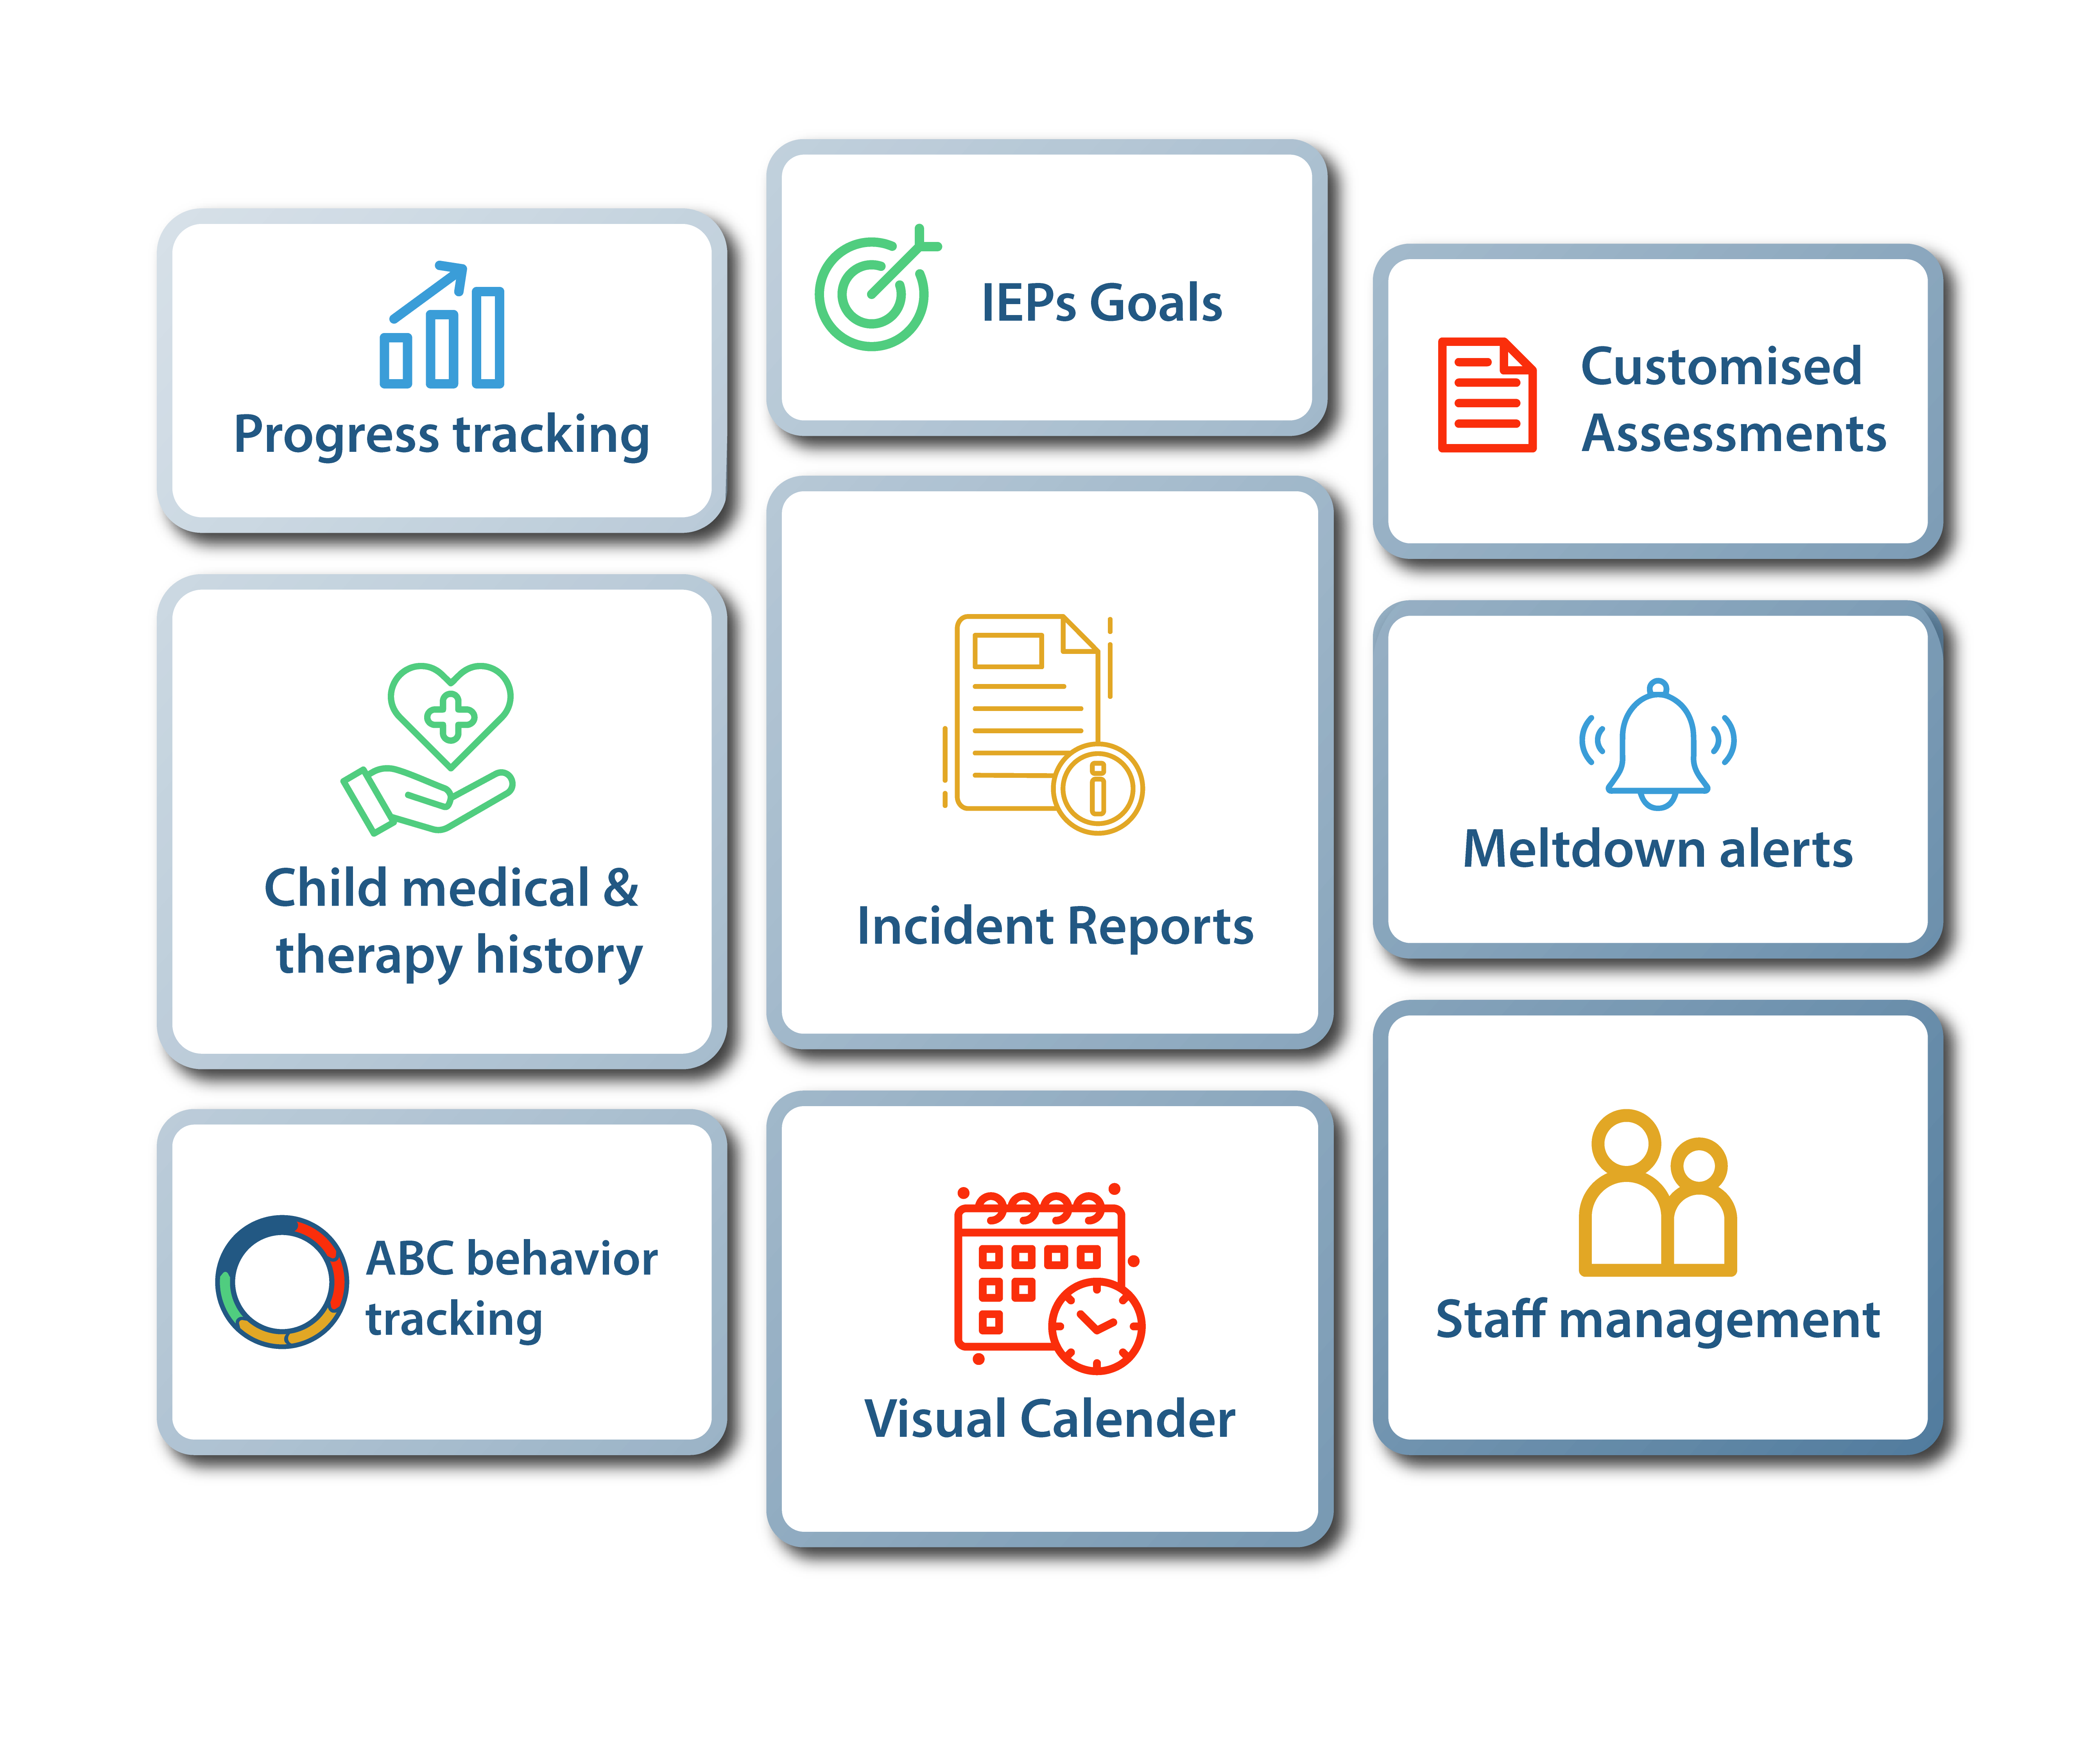 Progress tracking
IEPs Goals
Customised
Assessments
Child medical &
therapy history
Incident Reports
Meltdown alerts
ABC behavior
tracking
Visual Calender
Staff management